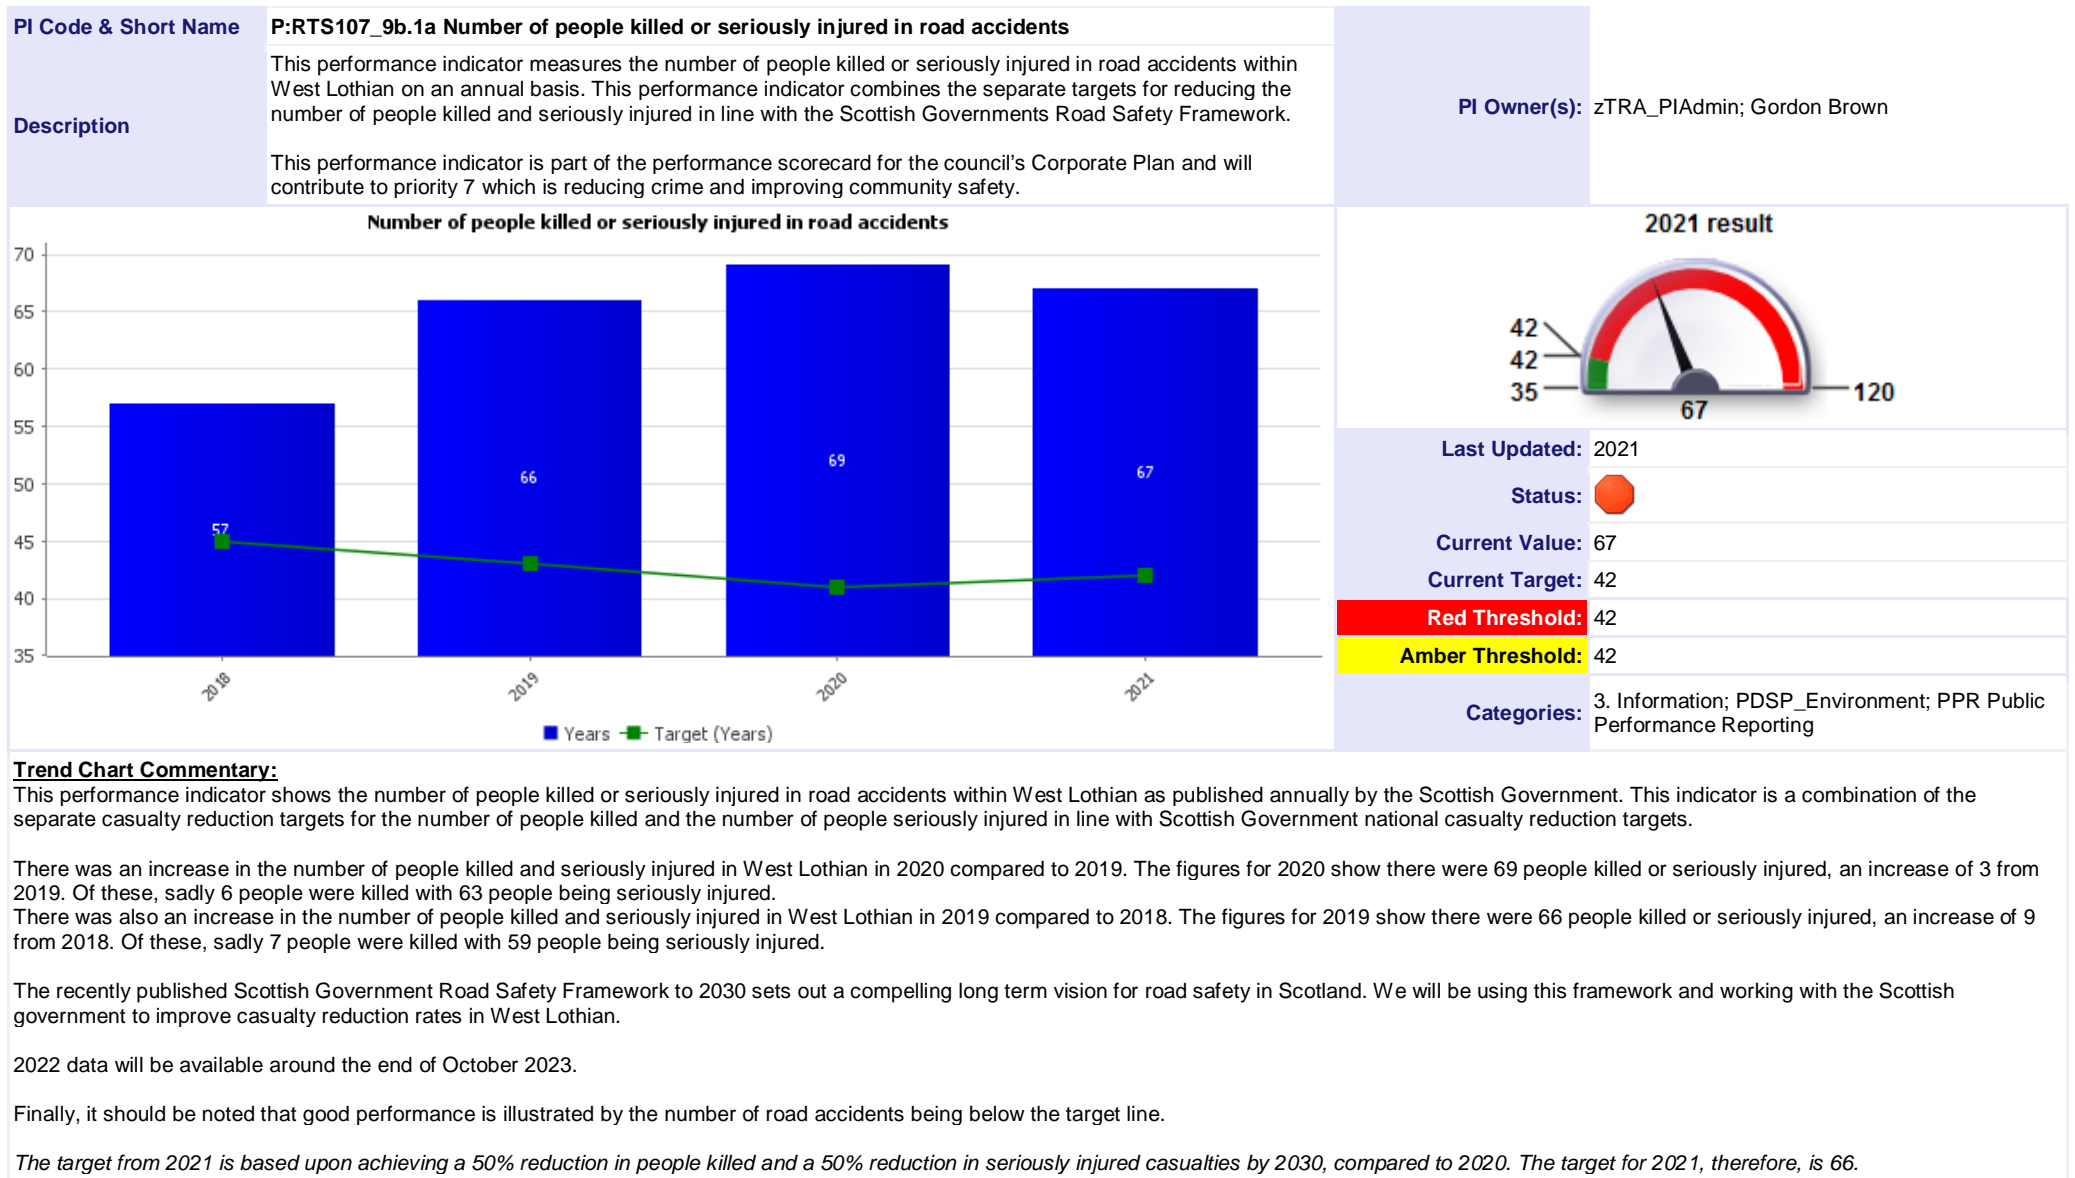 PI Code & Short Name
P:RTS107_9b.1a Number of people killed or seriously injured in road accidents
Description
This performance indicator measures the number of people killed or seriously injured in road accidents within
West Lothian on an annual basis. This performance indicator combines the separate targets for reducing the
number of people killed and seriously injured in line with the Scottish Governments Road Safety Framework.
This performance indicator is part of the performance scorecard for the council's Corporate Plan and will
contribute to priority 7 which is reducing crime and improving community safety.
PI Owner(s):
zTRA_PIAdmin; Gordon Brown
Number of people killed or seriously injured in road accidents
70
65
60
55
50
45
40
35
57
66
69
67
2018
2019
2020
2021
Years
Target (Years)
2021 result
42
42
35
120
67
Last Updated: 2021
Status:
Current Value: 67
Current Target: 42
Red Threshold: 42
Amber Threshold: 42
Categories:
3. Information; PDSP_Environment; PPR Public
Performance Reporting
Trend Chart Commentary:
This performance indicator shows the number of people killed or seriously injured in road accidents within West Lothian as published annually by the Scottish Government. This indicator is a combination of the
separate casualty reduction targets for the number of people killed and the number of people seriously injured in line with Scottish Government national casualty reduction targets.
There was an increase in the number of people killed and seriously injured in West Lothian in 2020 compared to 2019. The figures for 2020 show there were 69 people killed or seriously injured, an increase of 3 from
2019. Of these, sadly 6 people were killed with 63 people being seriously injured.
There was also an increase in the number of people killed and seriously injured in West Lothian in 2019 compared to 2018. The figures for 2019 show there were 66 people killed or seriously injured, an increase of 9
from 2018. Of these, sadly 7 people were killed with 59 people being seriously injured.
The recently published Scottish Government Road Safety Framework to 2030 sets out a compelling long term vision for road safety in Scotland. We will be using this framework and working with the Scottish
government to improve casualty reduction rates in West Lothian.
2022 data will be available around the end of October 2023.
Finally, it should be noted that good performance is illustrated by the number of road accidents being below the target line.
The target from 2021 is based upon achieving a 50% reduction in people killed and a 50% reduction in seriously injured casualties by 2030, compared to 2020. The target for 2021, therefore, is 66.